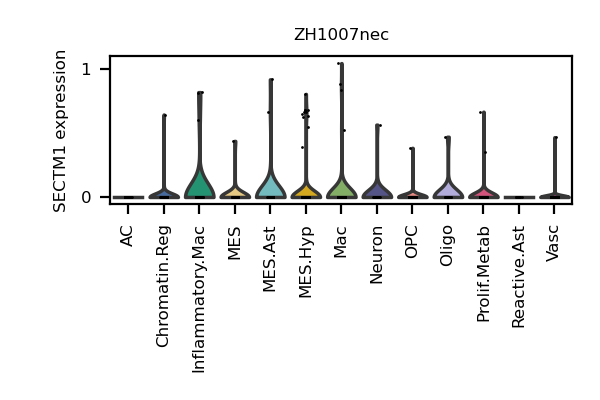 ZH1007nec
SECTM1 expression
1
0
AC
Chromatin.Reg
Inflammatory.Mac
MES
MES.Ast
MES.Hyp
Mac
Neuron
OPC
Oligo
Prolif.Metab
Reactive.Ast
Vasc